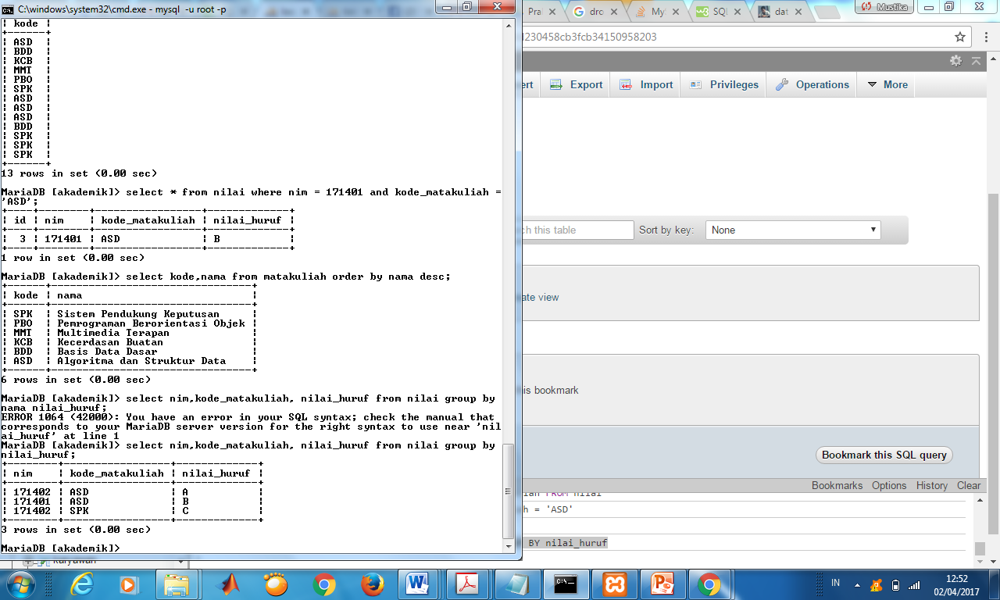 C:\windows\system32\cmd.exe - mysql -u root -p
| kode |
+------+
| ASD |
| BDD |
| KCB |
| MMT |
| PBO |
| SPK |
| ASD |
| ASD |
| ASD |
| BDD |
| SPK |
| SPK |
| SPK |
+------+
13 rows in set (0.00 sec)
MariaDB [akademik]> select * from nilai where nim = 171401 and kode_matakuliah =
'ASD';
+----+--------+-----------------+-------------+
| id | nim | kode_matakuliah | nilai_huruf |
+----+--------+-----------------+-------------+
| 3 | 171401 | ASD | B |
+----+--------+-----------------+-------------+
1 row in set (0.00 sec)
MariaDB [akademik]> select kode,nama from matakuliah order by nama desc;
+------+-------------------------------+
| kode | nama |
+------+-------------------------------+
| SPK | Sistem Pendukung Keputusan |
| PBO | Pemrograman Berorientasi Objek |
| MMT | Multimedia Terapan |
| KCB | Kecerdasan Buatan |
| BDD | Basis Data Dasar |
| ASD | Algoritma dan Struktur Data |
+------+-------------------------------+
6 rows in set (0.00 sec)
MariaDB [akademik]> select nim,kode_matakuliah, nilai_huruf from nilai group by
nama nilai_huruf;
ERROR 1064 (42000): You have an error in your SQL syntax; check the manual that
corresponds to your MariaDB server version for the right syntax to use near 'nil
ai_huruf' at line 1
MariaDB [akademik]> select nim,kode_matakuliah, nilai_huruf from nilai group by
nilai_huruf;
+--------+-----------------+-------------+
| nim | kode_matakuliah | nilai_huruf |
+--------+-----------------+-------------+
| 171402 | ASD | A |
| 171401 | ASD | B |
| 171402 | SPK | C |
+--------+-----------------+-------------+
3 rows in set (0.00 sec)
MariaDB [akademik]>
karyawan
Pra dro My SQL dat Mustika
d230458cb3fcb34150958203
ert Export Import Privileges Operations More
ch this table Sort by key: None
ate view
is bookmark
Bookmark this SQL query
Bookmarks Options History Clear
FROM nilai
h = 'ASD'
BY nilai_huruf
IN 12:52
02/04/2017